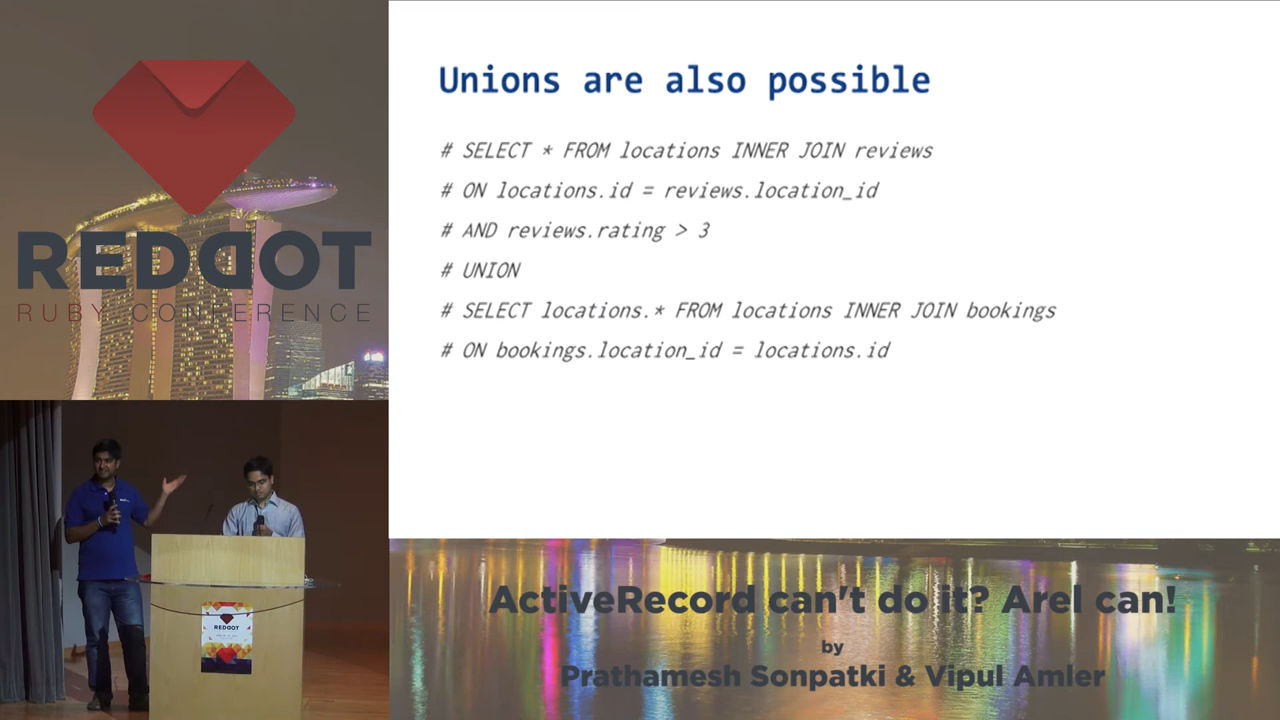 REDDOT
RUBY CONFERENCE
Unions are also possible
# SELECT * FROM locations INNER JOIN reviews
# ON locations.id = reviews.location_id
# AND reviews.rating > 3
# UNION
# SELECT locations.* FROM locations INNER JOIN bookings
# ON bookings.location_id = locations.id
REDDOT
ActiveRecord can't do it? Arel can!
by
Prathamesh Sonpatki & Vipul Amler